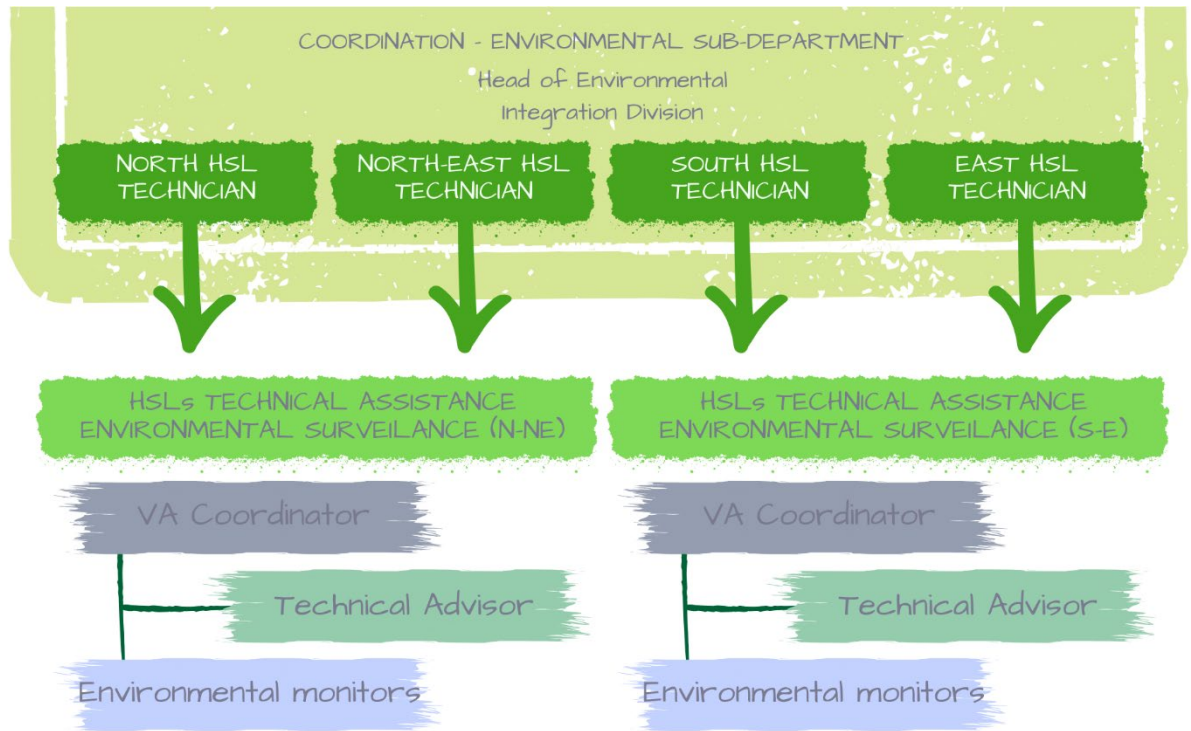 COORDINATION - ENVIRONMENTAL SUB-DEPARTMENT
Head of Environmental
Integration Division
NORTH HSL
TECHNICIAN
NORTH-EAST HSL
TECHNICIAN
SOUTH HSL
TECHNICIAN
EAST HSL
TECHNICIAN
HSLs TECHNICAL ASSISTANCE
ENVIRONMENTAL SURVEILANCE (N-NE)
HSLs TECHNICAL ASSISTANCE
ENVIRONMENTAL SURVEILANCE (S-E)
VA Coordinator
Technical Advisor
Environmental monitors
VA Coordinator
Technical Advisor
Environmental monitors